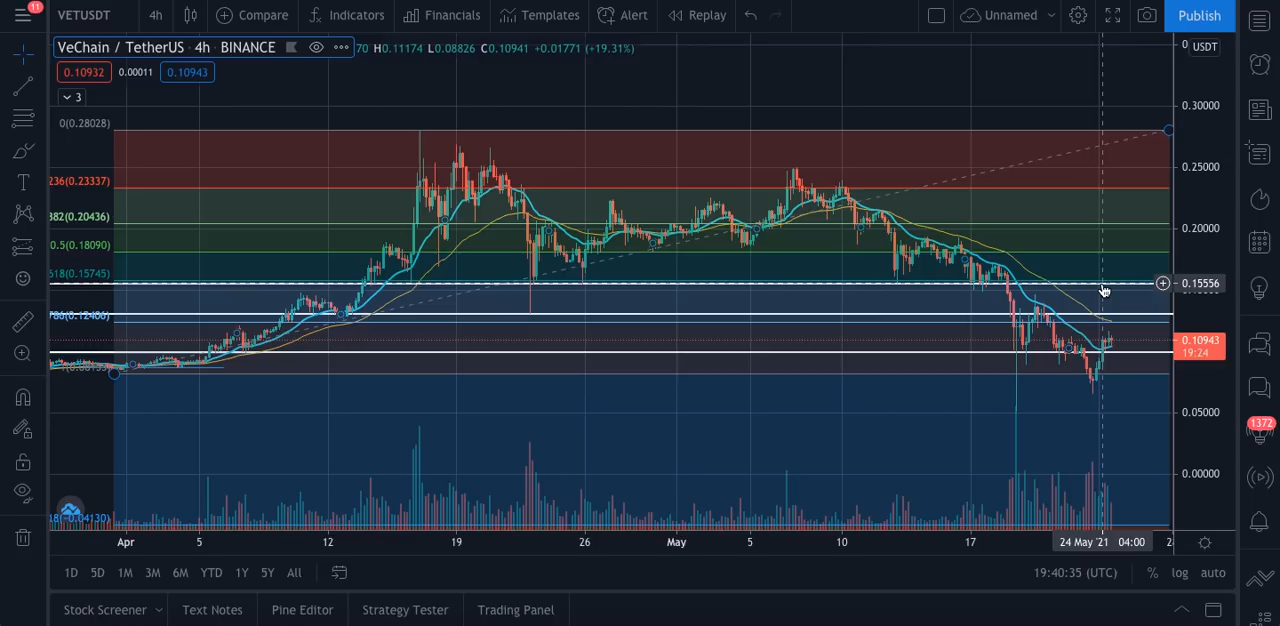 11
VETUSDT 4h Compare Indicators Financials Templates Alert Replay Unnamed Publish
VeChain / TetherUS · 4h · BINANCE 70 H0.11174 L0.08826 C0.10941 +0.01771 (+19.31%)
0.10932 0.00011 0.10943
3
USDT
0.30000
0.25000
0.20000
0.15556
0.10943
19:24
0.05000
0.00000
0(0.28028)
236(0.23337)
382(0.20436)
0.5(0.18090)
618(0.15745)
1372
Apr 5 12 19 26 May 5 10 17 24 May '21 04:00
1D 5D 1M 3M 6M YTD 1Y 5Y All 19:40:35 (UTC) % log auto
Stock Screener Text Notes Pine Editor Strategy Tester Trading Panel